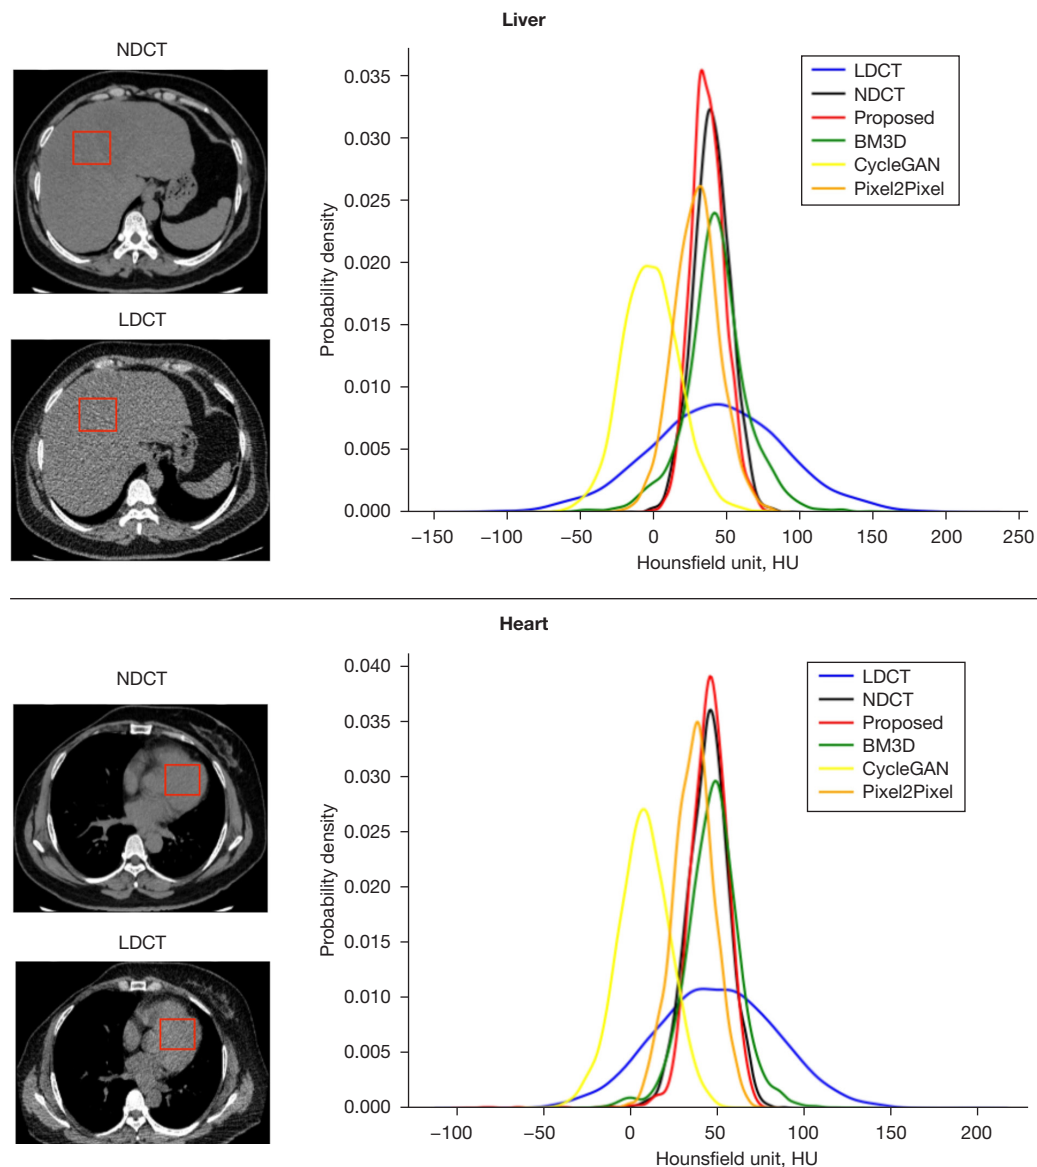 Liver
NDCT
LDCT
0.035
0.030
0.025
0.020
0.015
0.010
0.005
0.000
Probability density
−150 −100 −50 0 50 100 150 200 250
Hounsfield unit, HU
LDCT
NDCT
Proposed
BM3D
CycleGAN
Pixel2Pixel
Heart
NDCT
LDCT
0.040
0.035
0.030
0.025
0.020
0.015
0.010
0.005
0.000
Probability density
−100 −50 0 50 100 150 200
Hounsfield unit, HU
LDCT
NDCT
Proposed
BM3D
CycleGAN
Pixel2Pixel